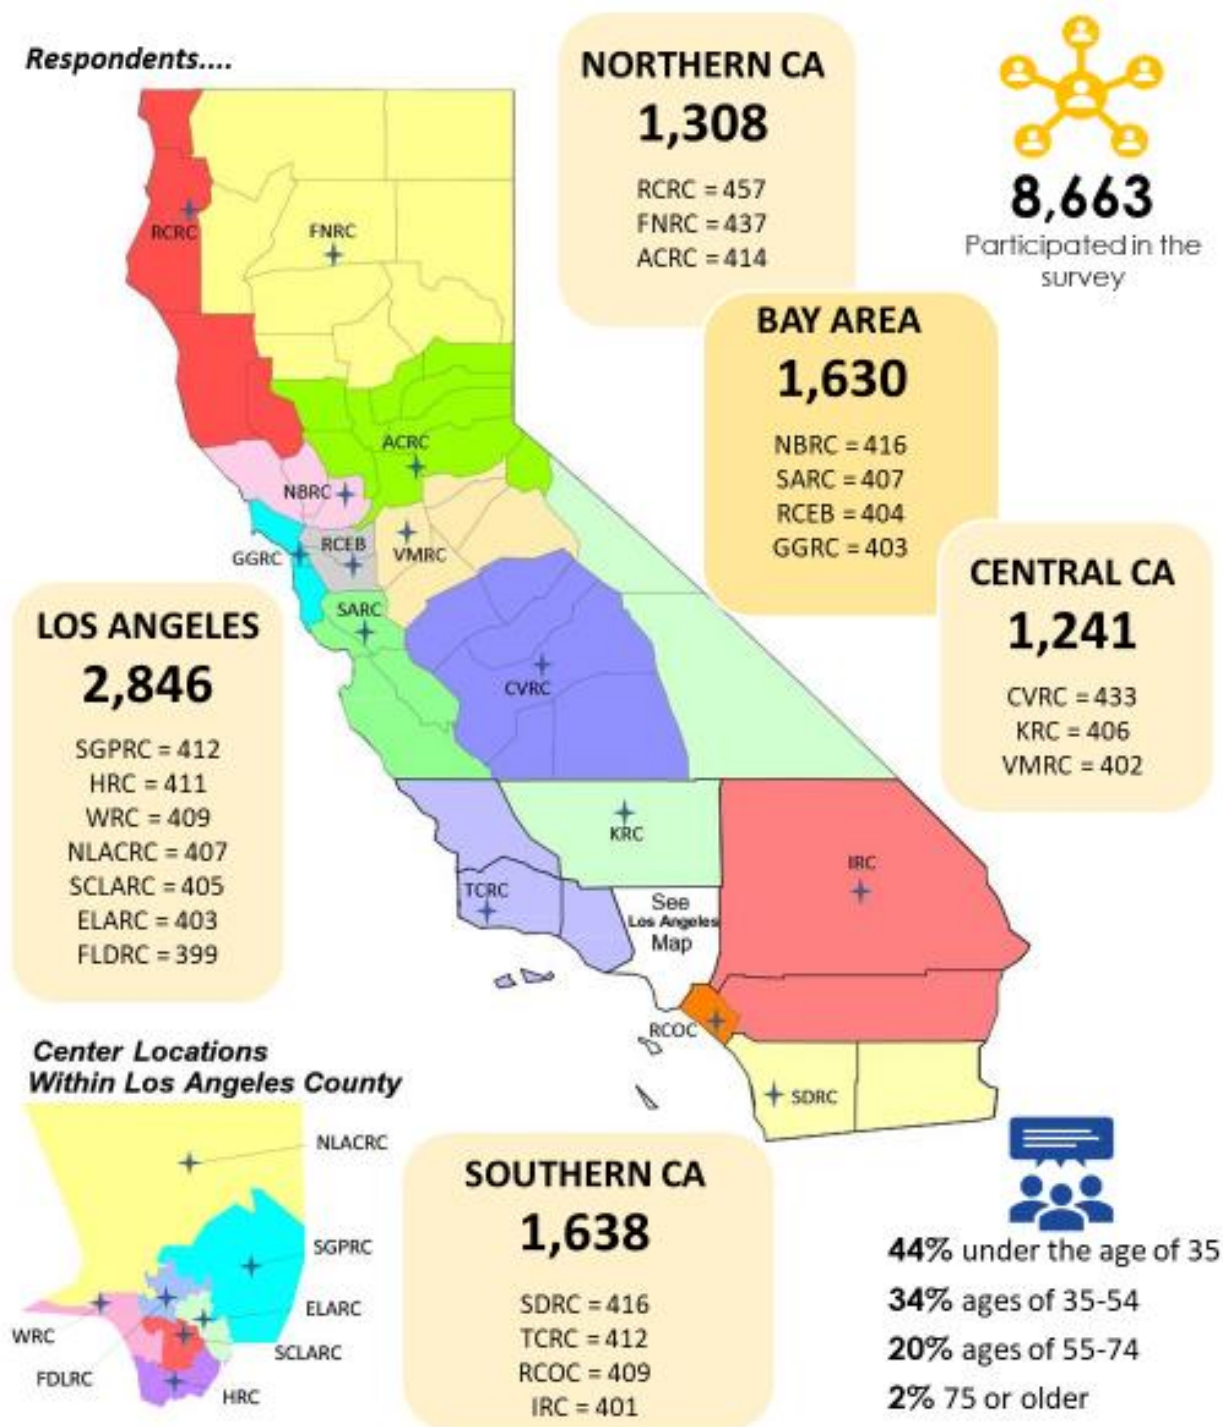 Respondents....
NORTHERN CA
1,308
RCRC = 457
FNRC = 437
ACRC = 414
8,663
Participated in the
survey
BAY AREA
1,630
NBRC = 416
SARC = 407
RCEB = 404
GGRC = 403
CENTRAL CA
1,241
CVRC = 433
KRC = 406
VMRC = 402
LOS ANGELES
2,846
SGPRC = 412
HRC = 411
WRC = 409
NLACRC = 407
SCLARC = 405
ELARC = 403
FLDRC = 399
RCRC
FNRC
ACRC
NBRC
GGRC
RCEB
VMRC
SARC
CVRC
KRC
IRC
TCRC
See
Los Angeles
Map
RCOC
SDRC
Center Locations
Within Los Angeles County
NLACRC
SGPRC
ELARC
SCLARC
WRC
FDLRC
HRC
SOUTHERN CA
1,638
SDRC = 416
TCRC = 412
RCOC = 409
IRC = 401
44% under the age of 35
34% ages of 35-54
20% ages of 55-74
2% 75 or older